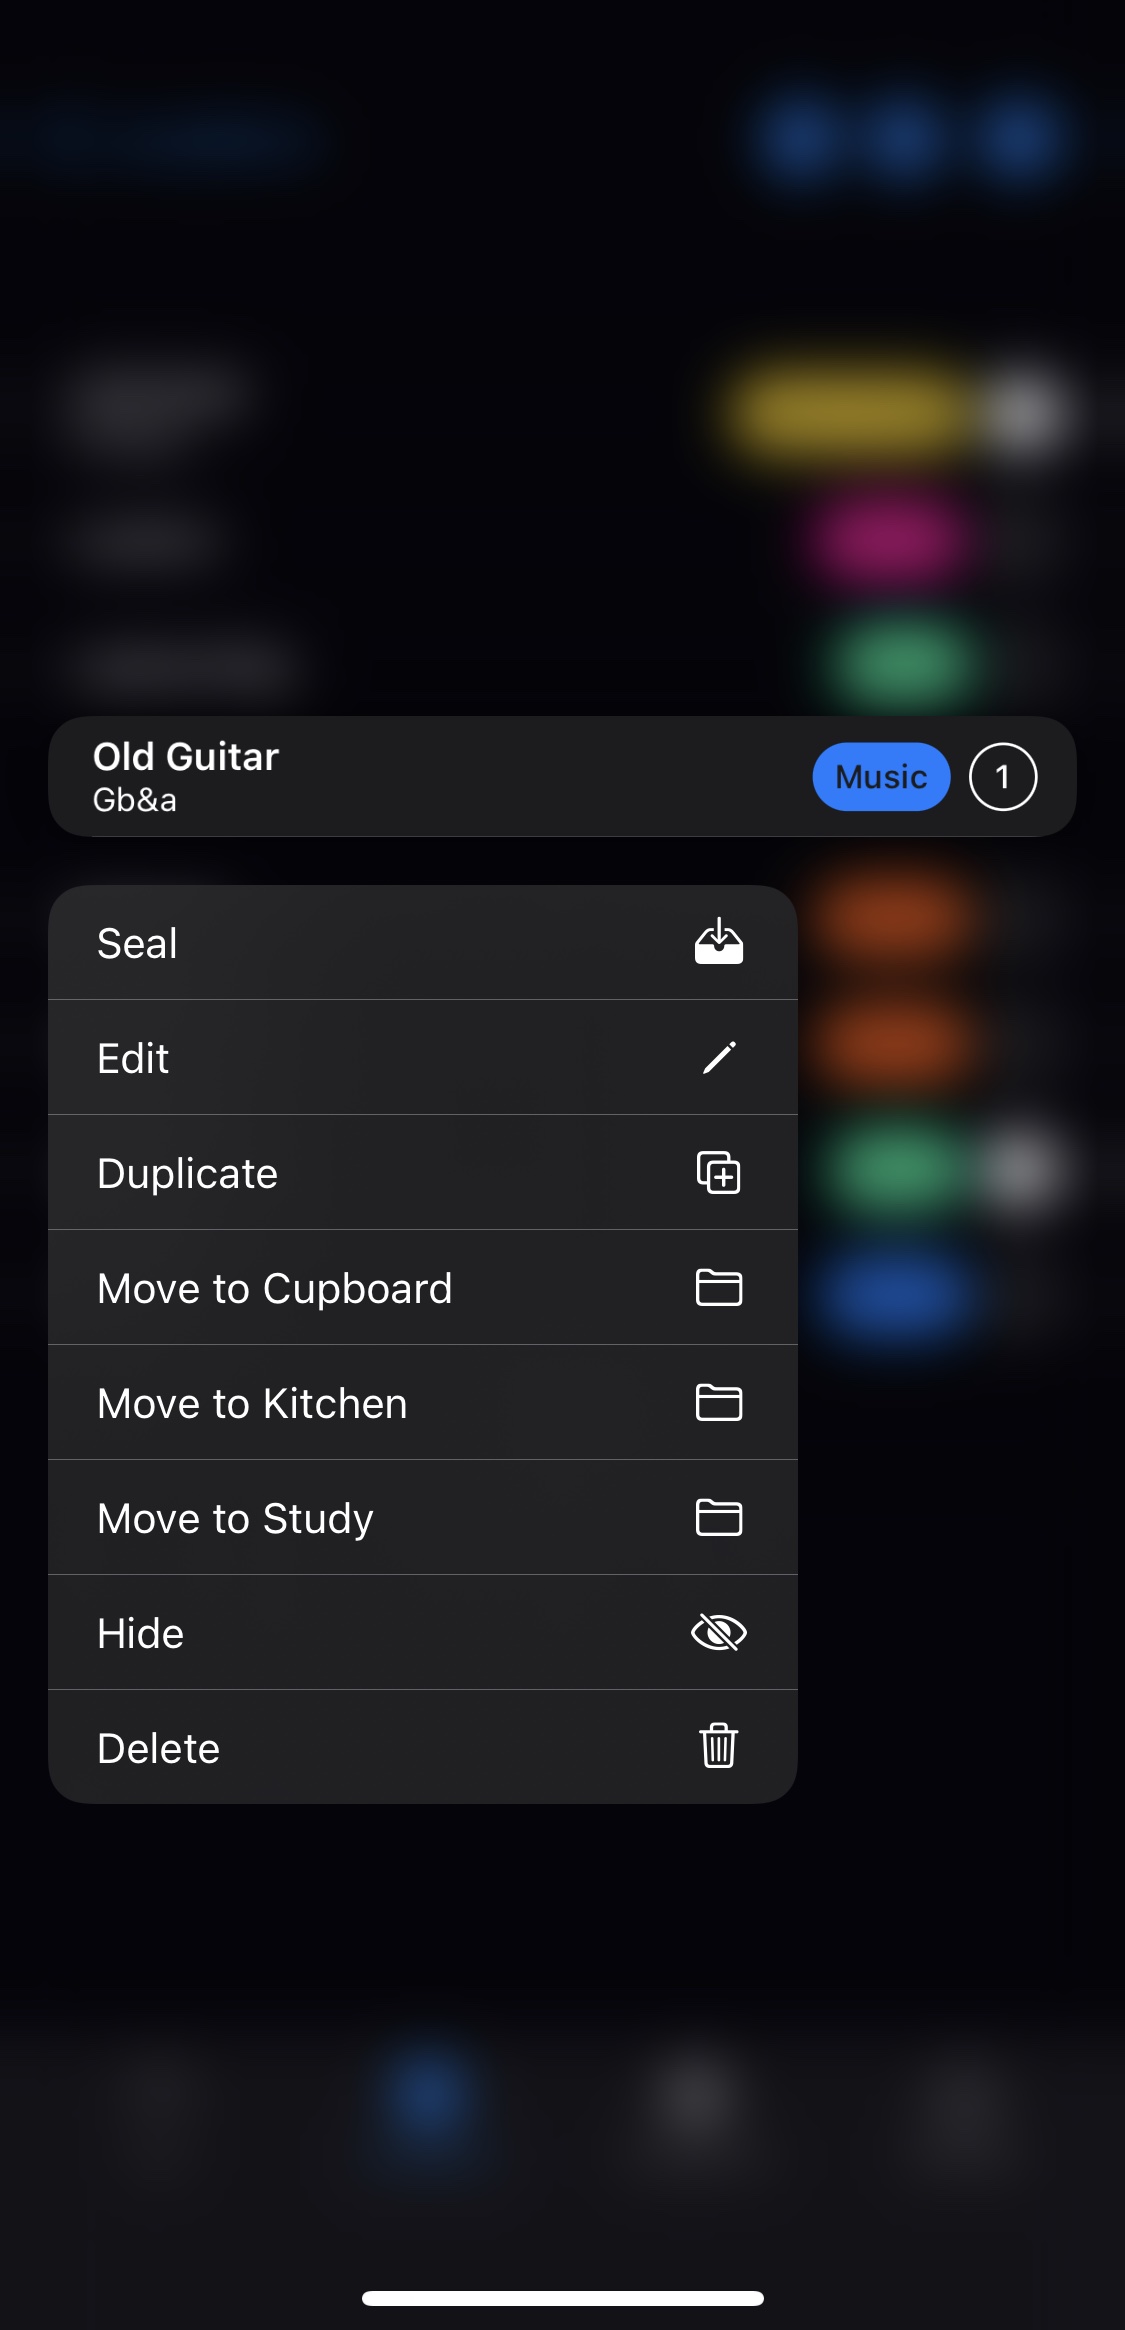 Old Guitar
Gb&a
Music
1
Seal
Edit
Duplicate
Move to Cupboard
Move to Kitchen
Move to Study
Hide
Delete